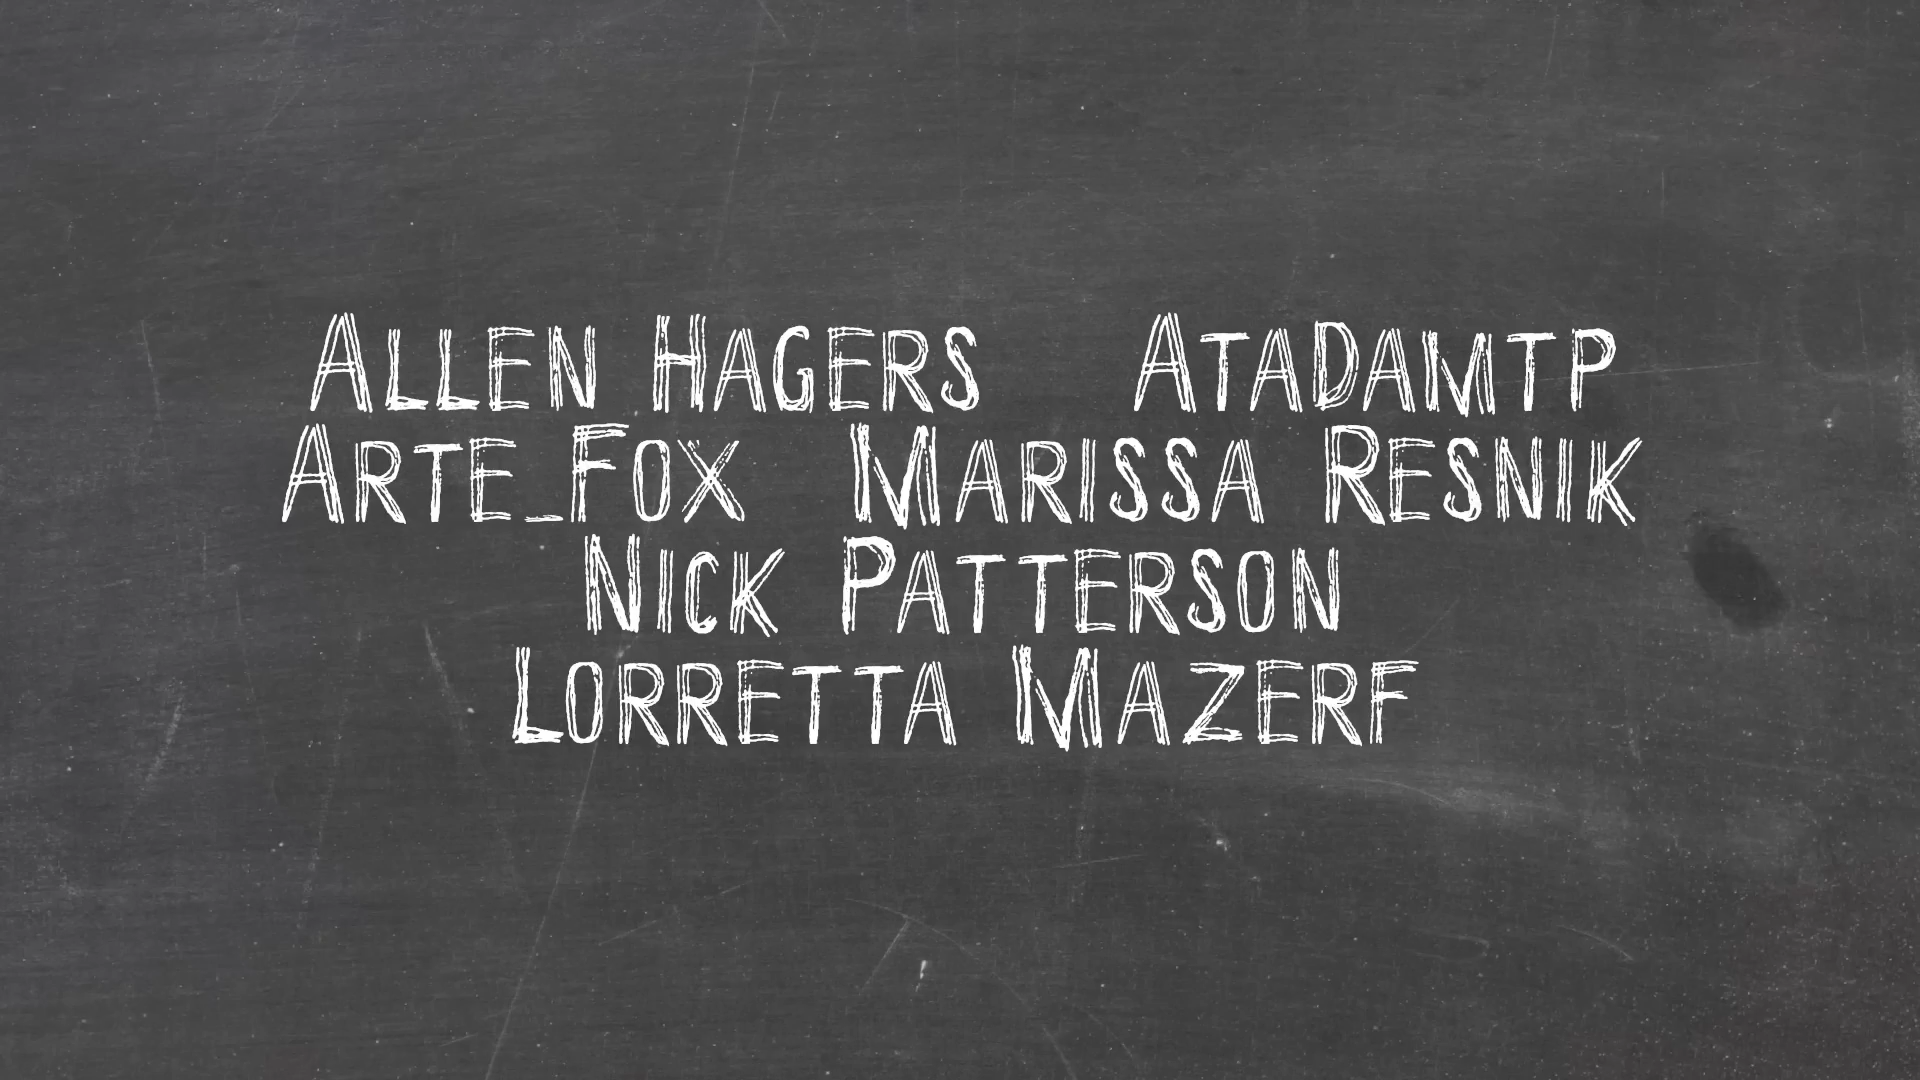 Allen Hagers AtaDamtp
Arte_Fox Marissa Resnik
Nick Patterson
Lorretta Mazerf